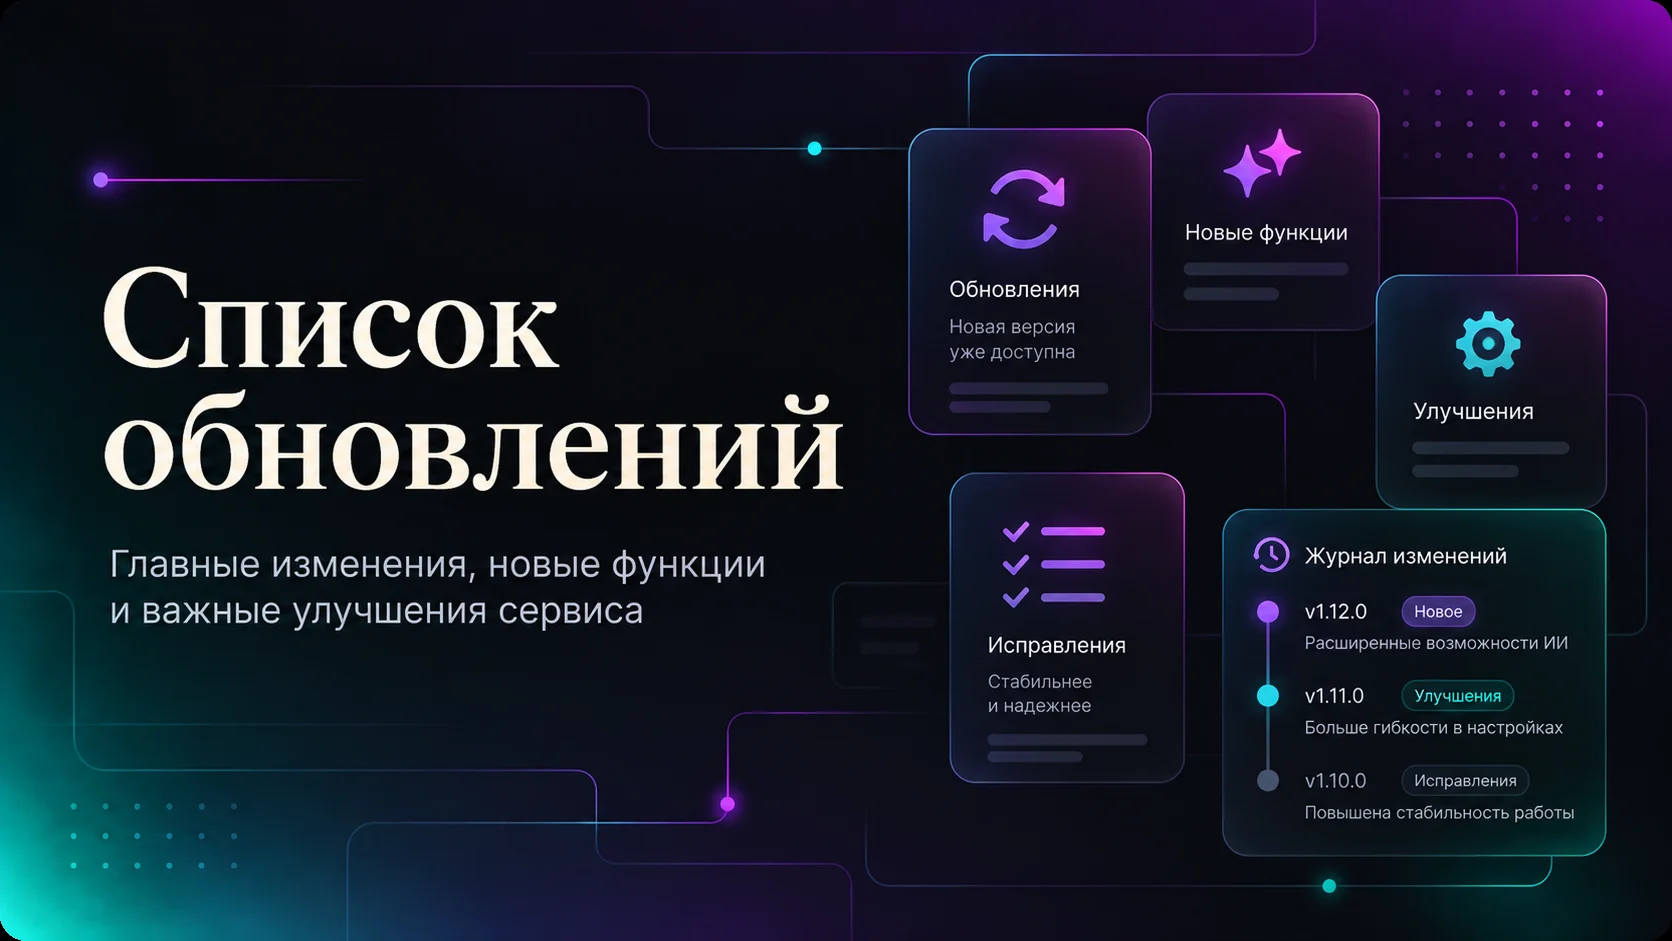 Список
обновлений
Главные изменения, новые функции
и важные улучшения сервиса
Обновления
Новая версия
уже доступна
Новые функции
Улучшения
Исправления
Стабильнее
и надежнее
Журнал изменений
v1.12.0 Новое
Расширенные возможности ИИ
v1.11.0 Улучшения
Больше гибкости в настройках
v1.10.0 Исправления
Повышена стабильность работы